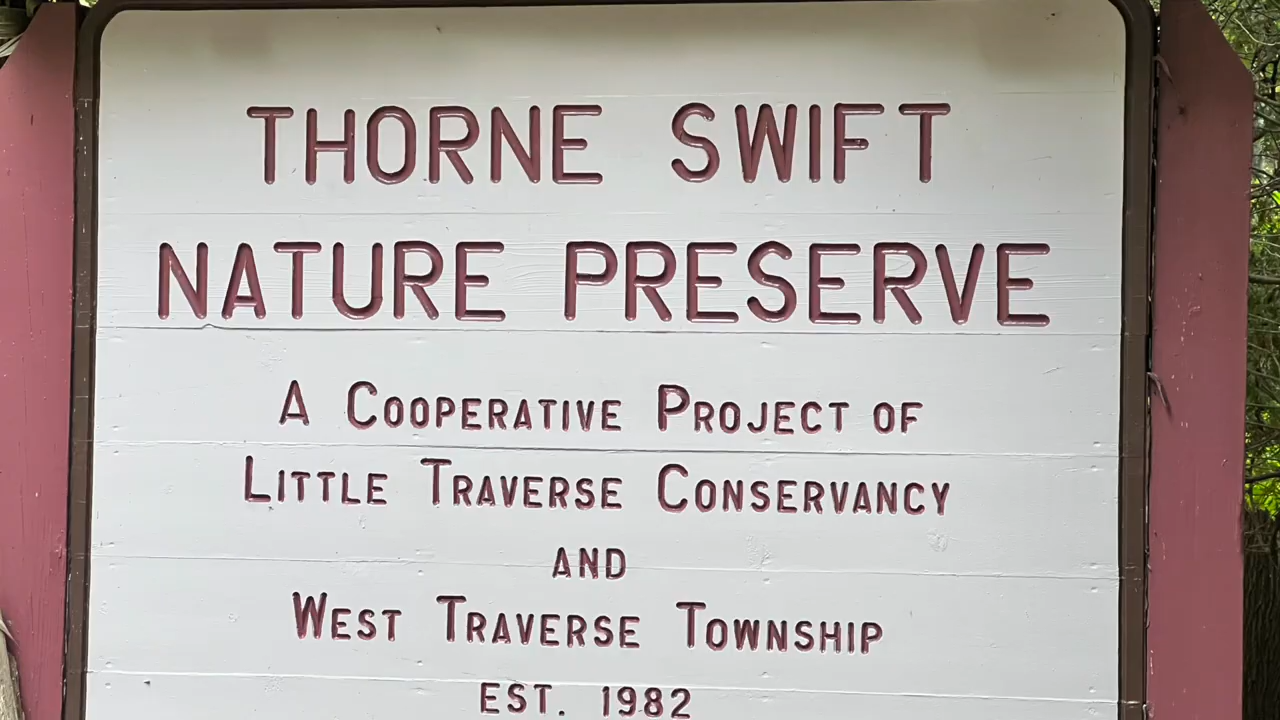 THORNE SWIFT
NATURE PRESERVE
A COOPERATIVE PROJECT OF
LITTLE TRAVERSE CONSERVANCY
AND
WEST TRAVERSE TOWNSHIP
EST. 1982